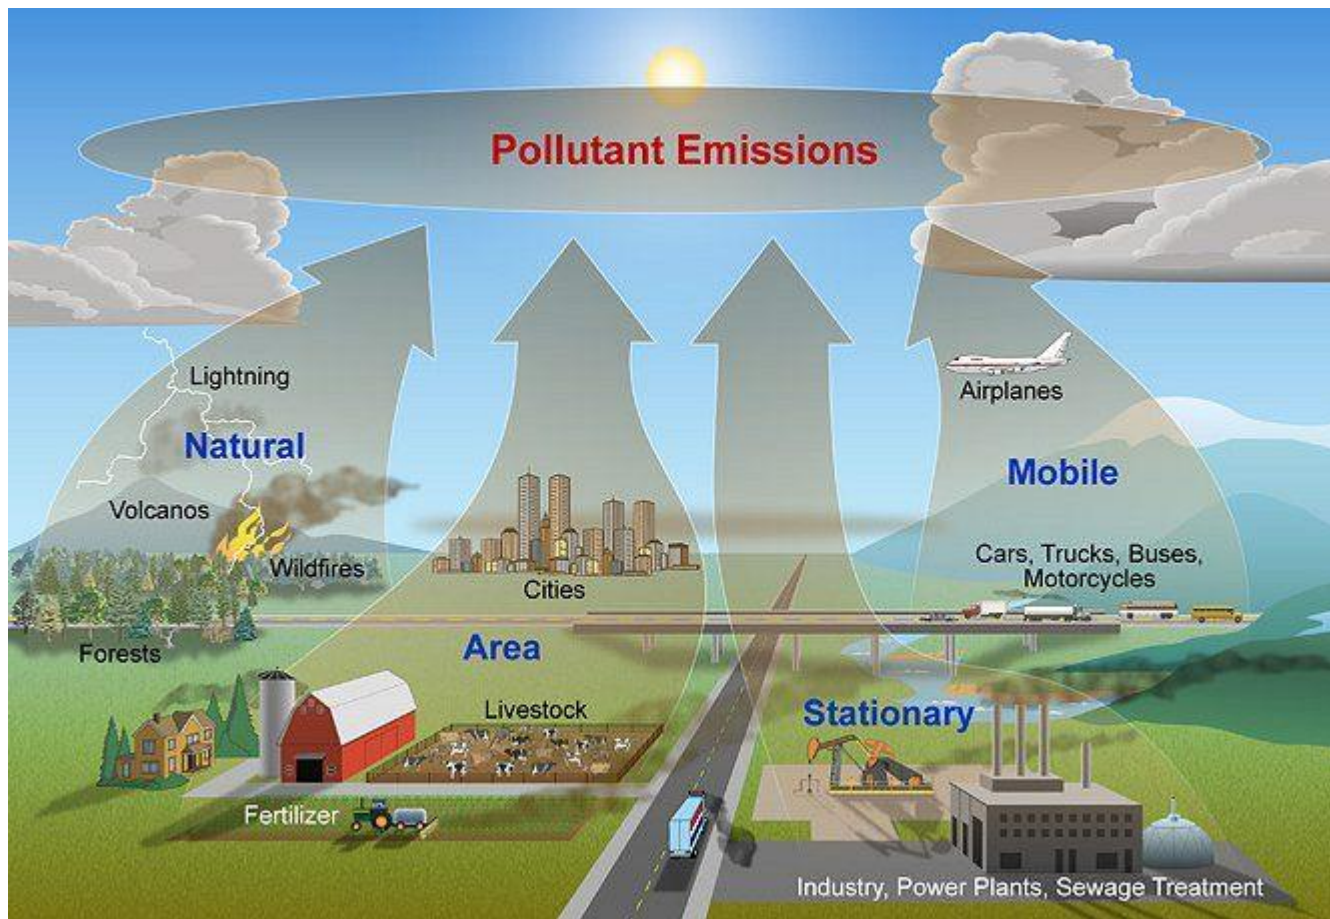 Pollutant Emissions
Lightning
Natural
Volcanos
Wildfires
Forests
Cities
Area
Livestock
Fertilizer
Airplanes
Mobile
Cars, Trucks, Buses,
Motorcycles
Stationary
Industry, Power Plants, Sewage Treatment